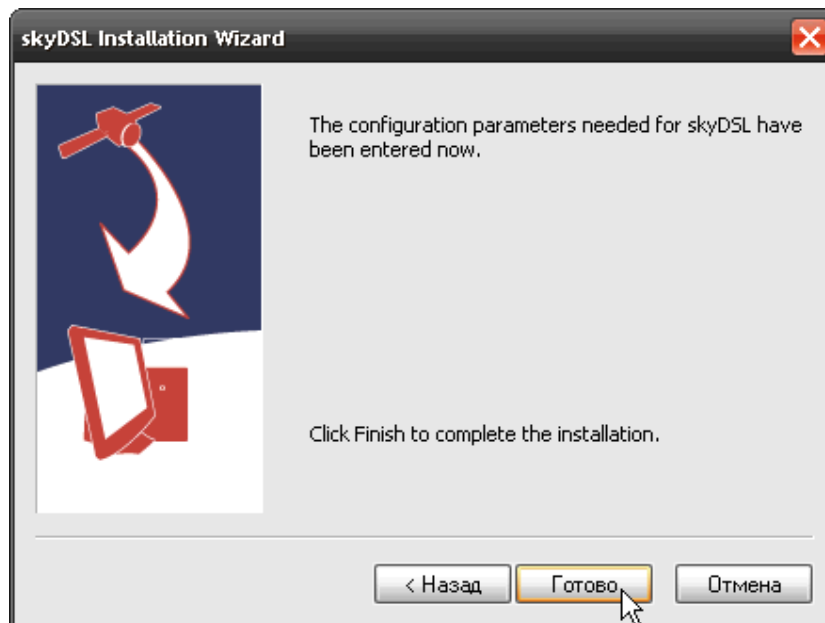 skyDSL Installation Wizard
The configuration parameters needed for skyDSL have
been entered now.
Click Finish to complete the installation.
< Назад
Готово
Отмена